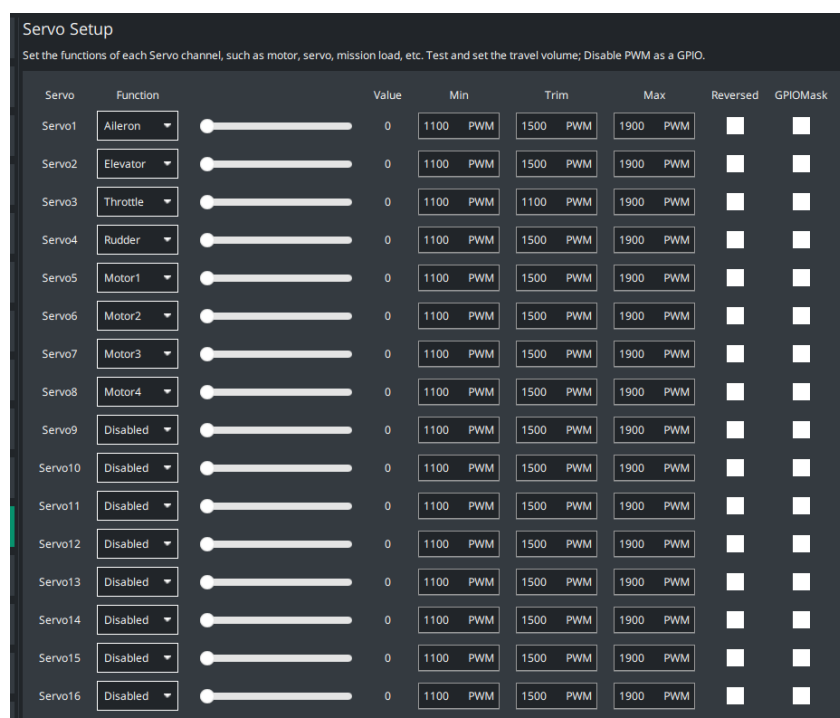 Servo Setup
Set the functions of each Servo channel, such as motor, servo, mission load, etc. Test and set the travel volume; Disable PWM as a GPIO.
Servo Function Value Min Trim Max Reversed GPIOMask
Servo1 Aileron 0 1100 PWM 1500 PWM 1900 PWM
Servo2 Elevator 0 1100 PWM 1500 PWM 1900 PWM
Servo3 Throttle 0 1100 PWM 1100 PWM 1900 PWM
Servo4 Rudder 0 1100 PWM 1500 PWM 1900 PWM
Servo5 Motor1 0 1100 PWM 1500 PWM 1900 PWM
Servo6 Motor2 0 1100 PWM 1500 PWM 1900 PWM
Servo7 Motor3 0 1100 PWM 1500 PWM 1900 PWM
Servo8 Motor4 0 1100 PWM 1500 PWM 1900 PWM
Servo9 Disabled 0 1100 PWM 1500 PWM 1900 PWM
Servo10 Disabled 0 1100 PWM 1500 PWM 1900 PWM
Servo11 Disabled 0 1100 PWM 1500 PWM 1900 PWM
Servo12 Disabled 0 1100 PWM 1500 PWM 1900 PWM
Servo13 Disabled 0 1100 PWM 1500 PWM 1900 PWM
Servo14 Disabled 0 1100 PWM 1500 PWM 1900 PWM
Servo15 Disabled 0 1100 PWM 1500 PWM 1900 PWM
Servo16 Disabled 0 1100 PWM 1500 PWM 1900 PWM